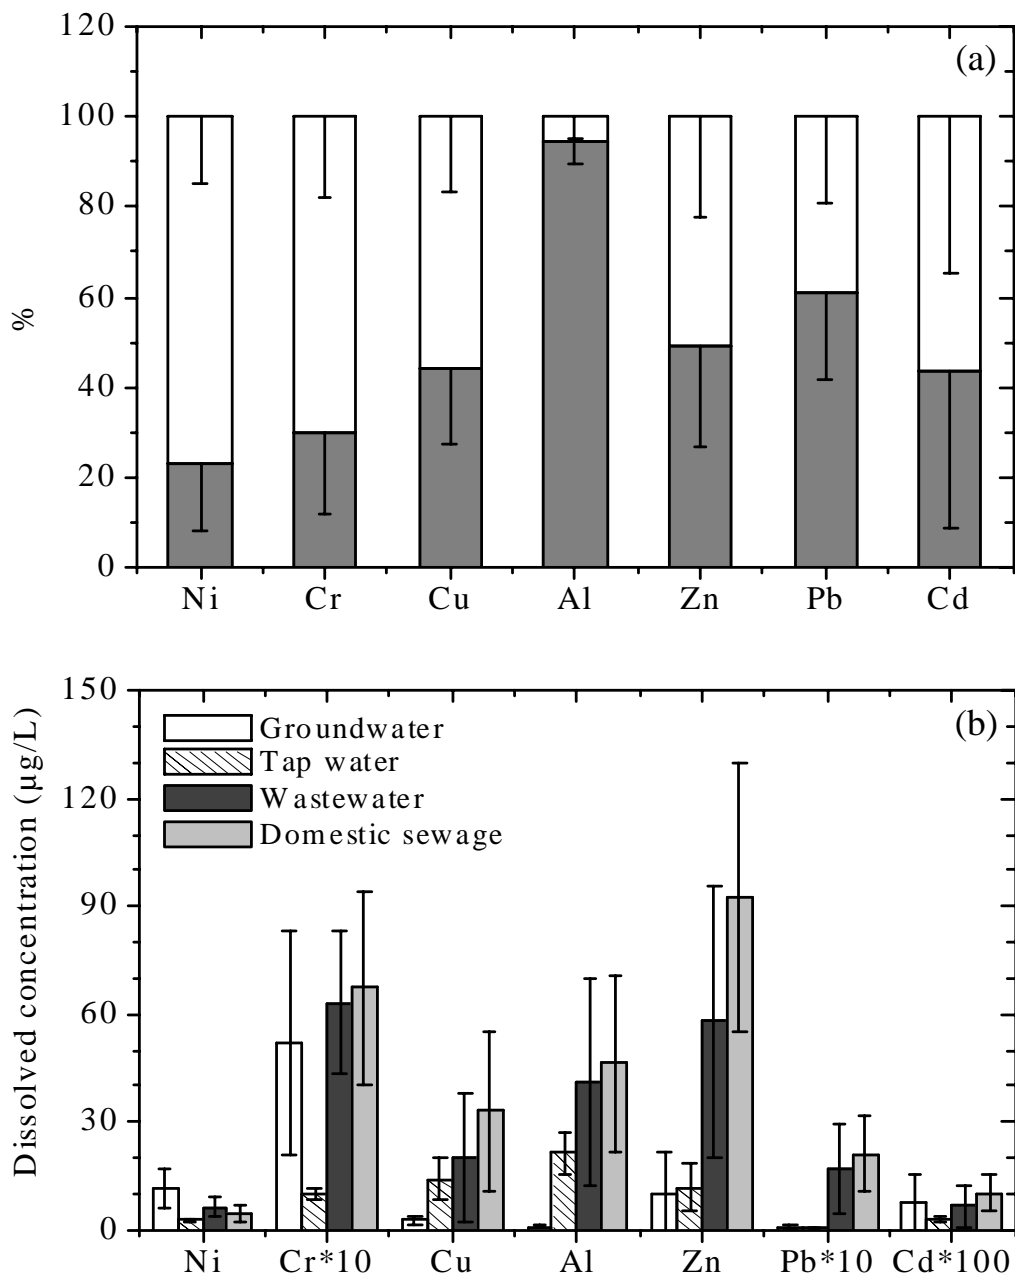 (a)
%
120
100
80
60
40
20
0
Ni Cr Cu Al Zn Pb Cd
(b)
Dissolved concentration (µg/L)
150
120
90
60
30
0
Groundwater
Tap water
Wastewater
Domestic sewage
Ni Cr*10 Cu Al Zn Pb*10 Cd*100